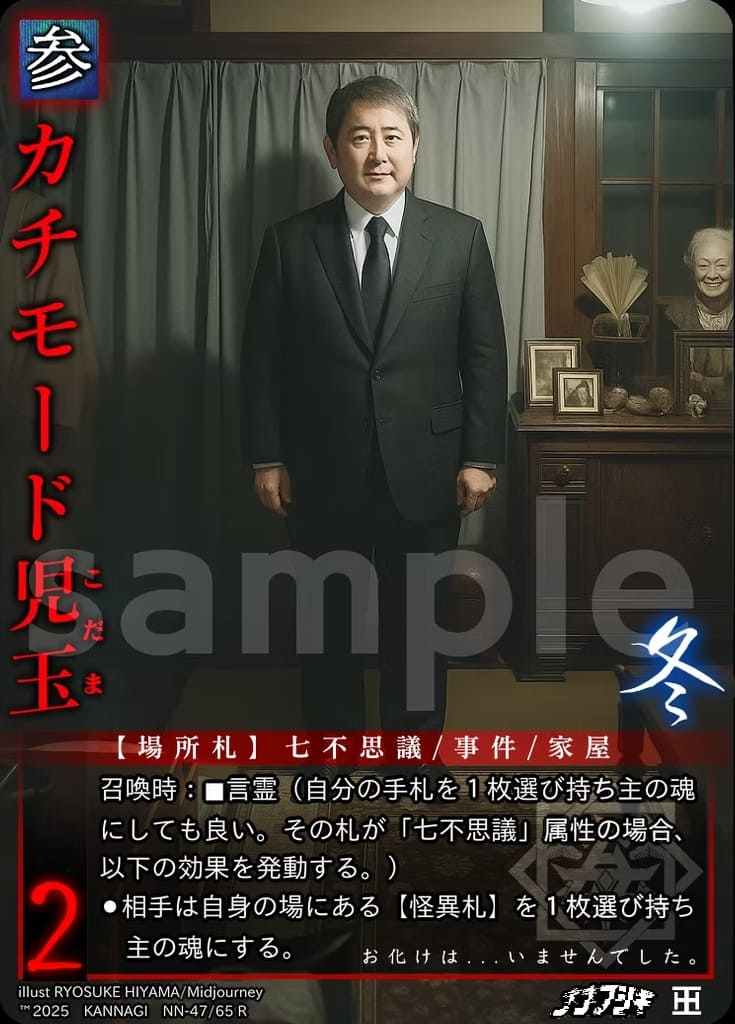 参
カチモード児玉
こだま
sample
冬
【場所札】七不思議/事件/家屋
召喚時：■言霊（自分の手札を１枚選び持ち主の魂
にしても良い。その札が「七不思議」属性の場合、
以下の効果を発動する。）
●相手は自身の場にある【怪異札】を１枚選び持ち
主の魂にする。
お化けは...いませんでした。
2
illust RYOSUKE HIYAMA/Midjourney
™2025 KANNAGI NN-47/65 R
ナナフシギ